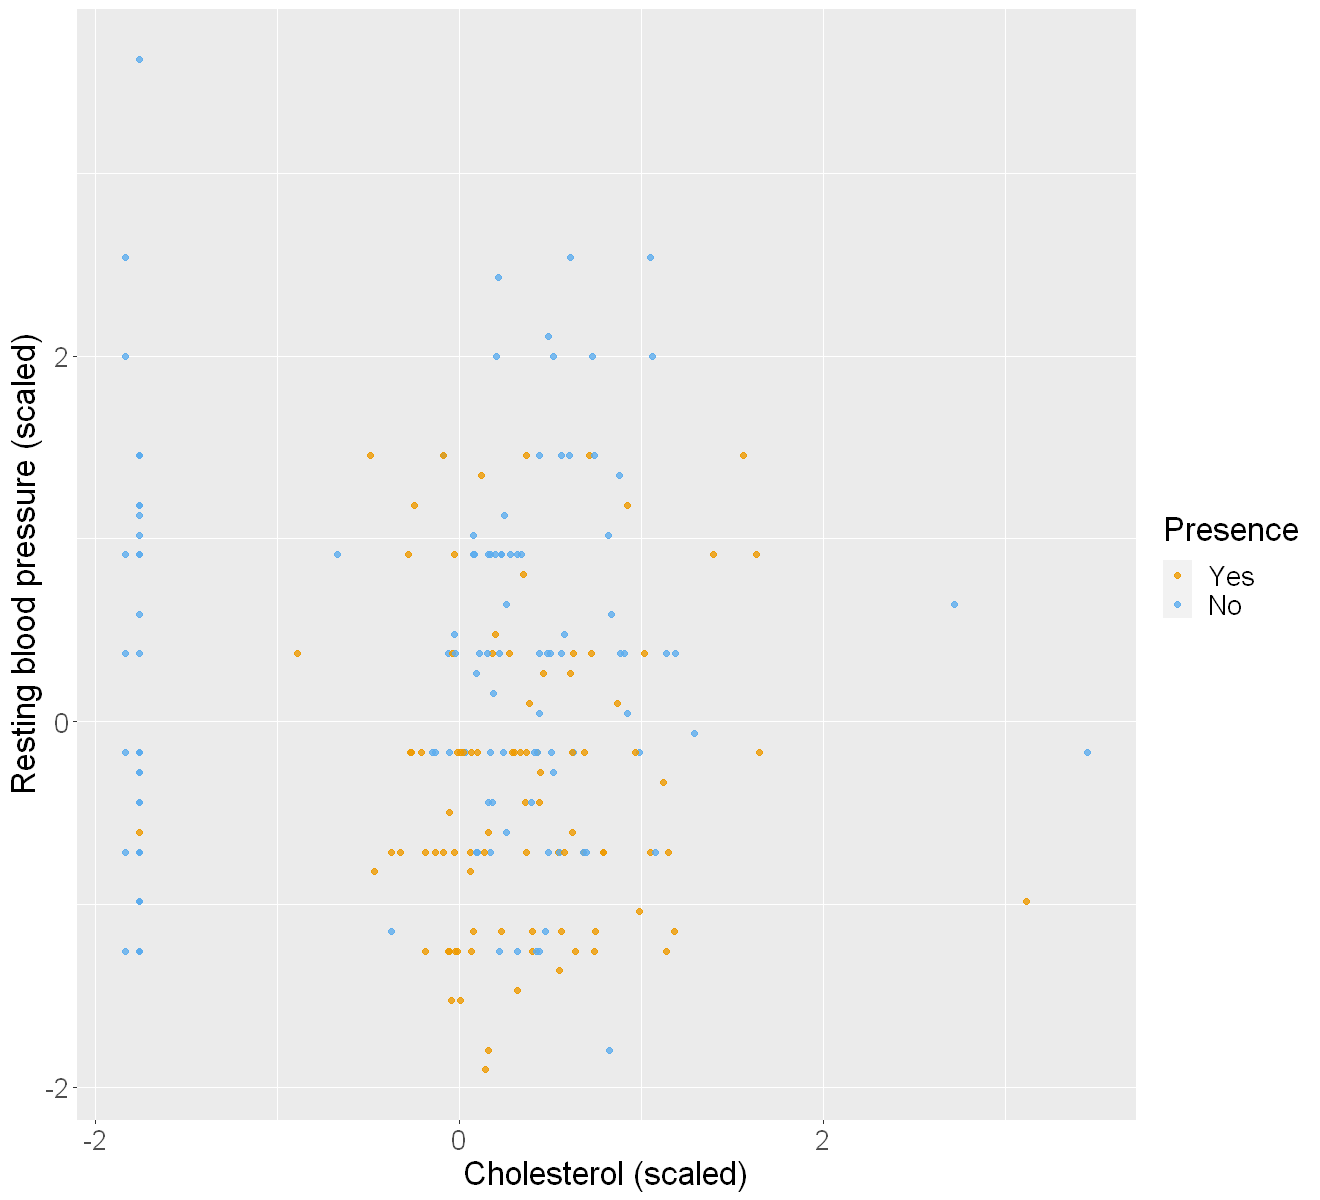 Resting blood pressure (scaled)
2
0
-2
-2
0
2
Cholesterol (scaled)
Presence
Yes
No